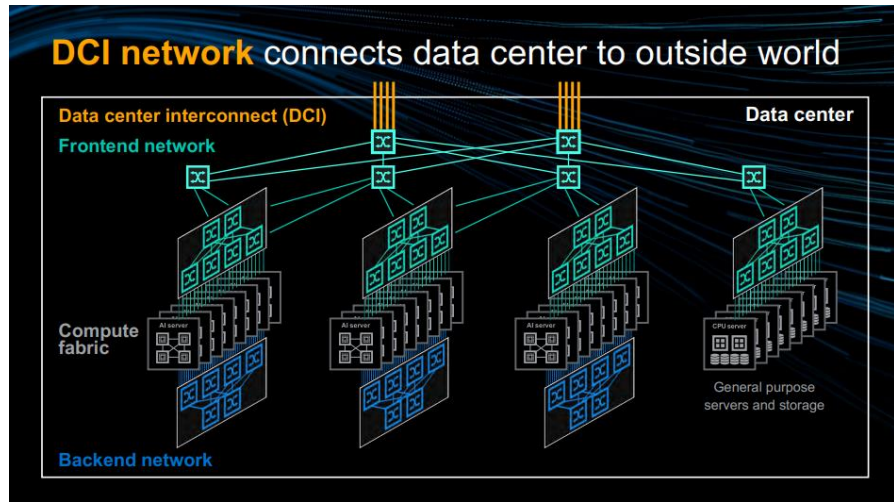 DCI network connects data center to outside world
Data center interconnect (DCI)
Data center
Frontend network
Compute
fabric
AI server
AI server
AI server
CPU server
General purpose
servers and storage
Backend network